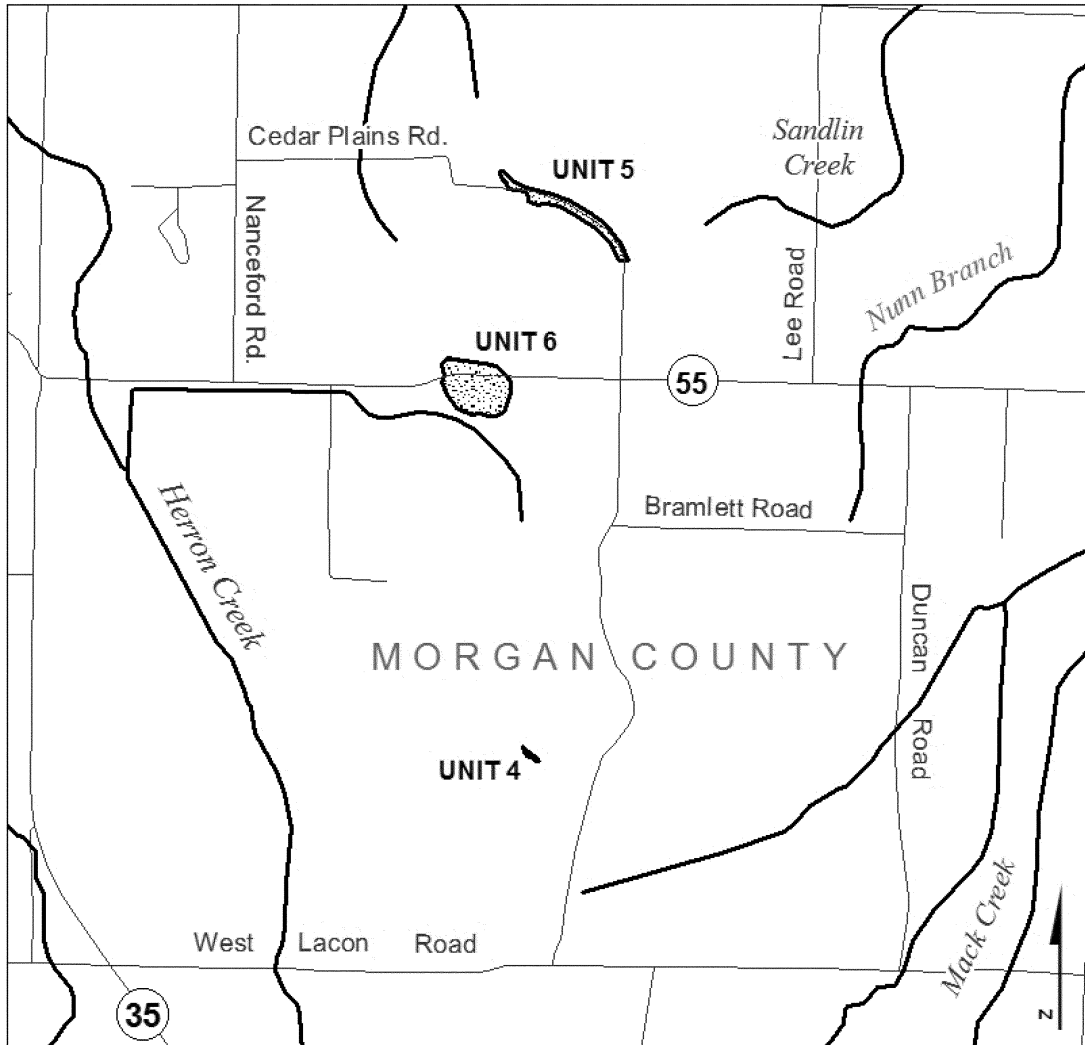 Cedar Plains Rd.
UNIT 5
Sandlin
Creek
Nanceford Rd.
Lee Road
Nunn Branch
UNIT 6
55
Herron Creek
Bramlett Road
Duncan Road
MORGAN COUNTY
UNIT 4
West Lacon Road
Mack Creek
35
N